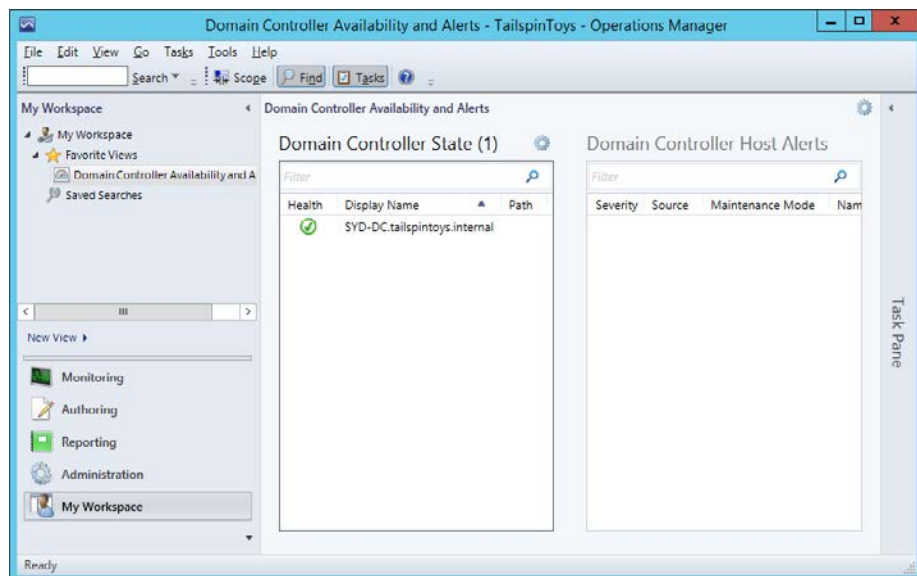 Domain Controller Availability and Alerts - TailspinToys - Operations Manager
File Edit View Go Tasks Tools Help
Search Scope Find Tasks
My Workspace
My Workspace
Favorite Views
Domain Controller Availability and A
Saved Searches
New View
Monitoring
Authoring
Reporting
Administration
My Workspace
Domain Controller Availability and Alerts
Domain Controller State (1)
Filter
Health Display Name Path
SYD-DC.tailspintoys.internal
Domain Controller Host Alerts
Filter
Severity Source Maintenance Mode Nam
Task Pane
Ready